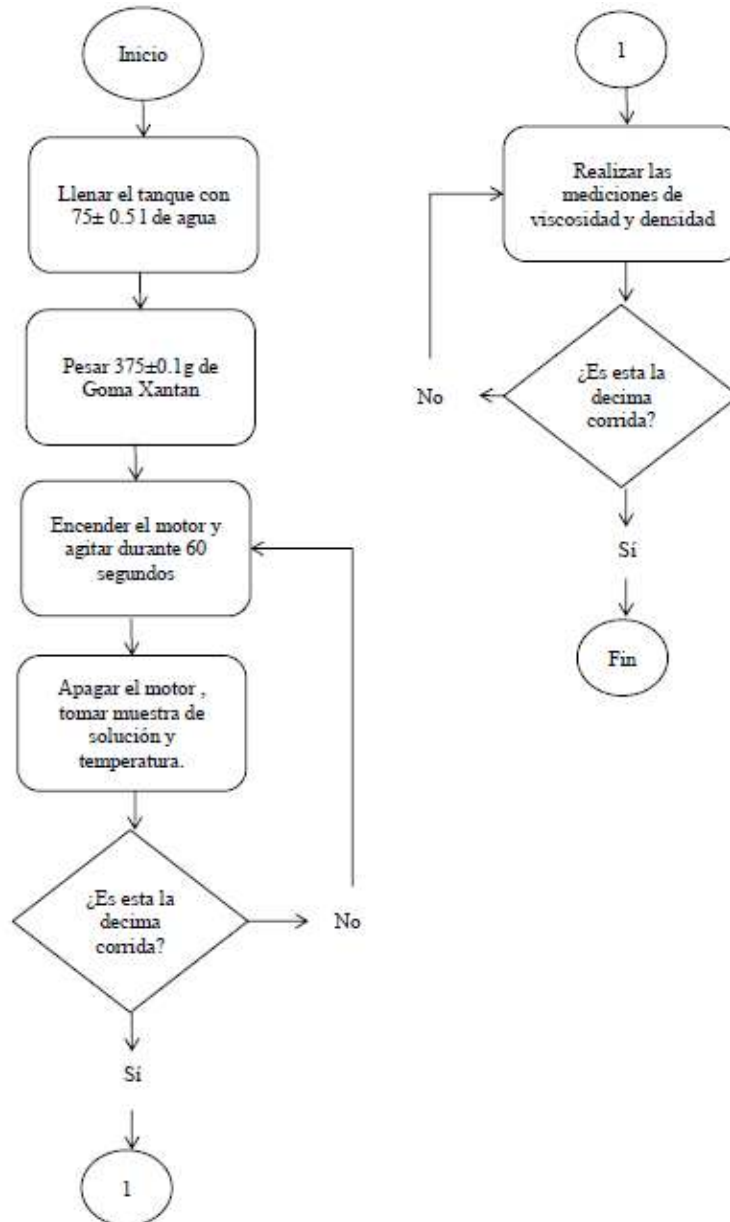 Inicio
Llenar el tanque con
75± 0.5 l de agua
Pesar 375±0.1g de
Goma Xantan
Encender el motor y
agitar durante 60
segundos
Apagar el motor ,
tomar muestra de
solución y
temperatura.
¿Es esta la
decima
corrida?
No
Sí
1
1
Realizar las
mediciones de
viscosidad y densidad
¿Es esta la
decima
corrida?
No
Sí
Fin